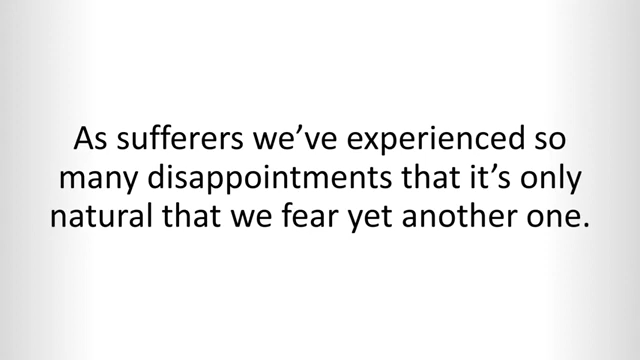 As sufferers we’ve experienced so
many disappointments that it’s only
natural that we fear yet another one.